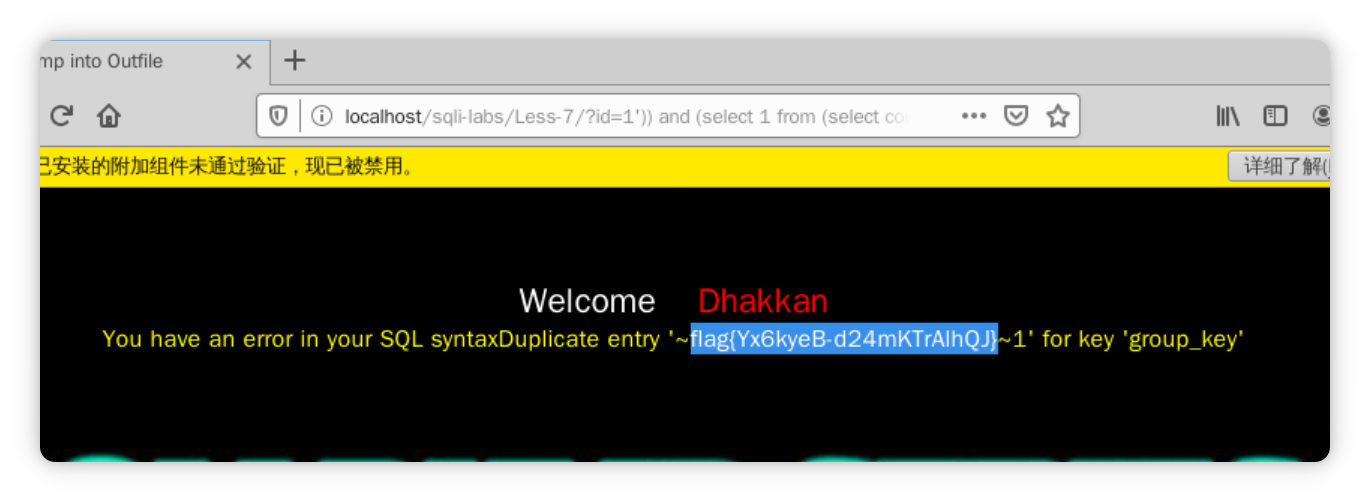 mp into Outfile
localhost/sqli-labs/Less-7/?id=1')) and (select 1 from (select co
已安装的附加组件未通过验证，现已被禁用。
详细了解(
Welcome Dhakkan
You have an error in your SQL syntaxDuplicate entry '~flag{Yx6kyeB-d24mKTrAlhQJ}~1' for key 'group_key'